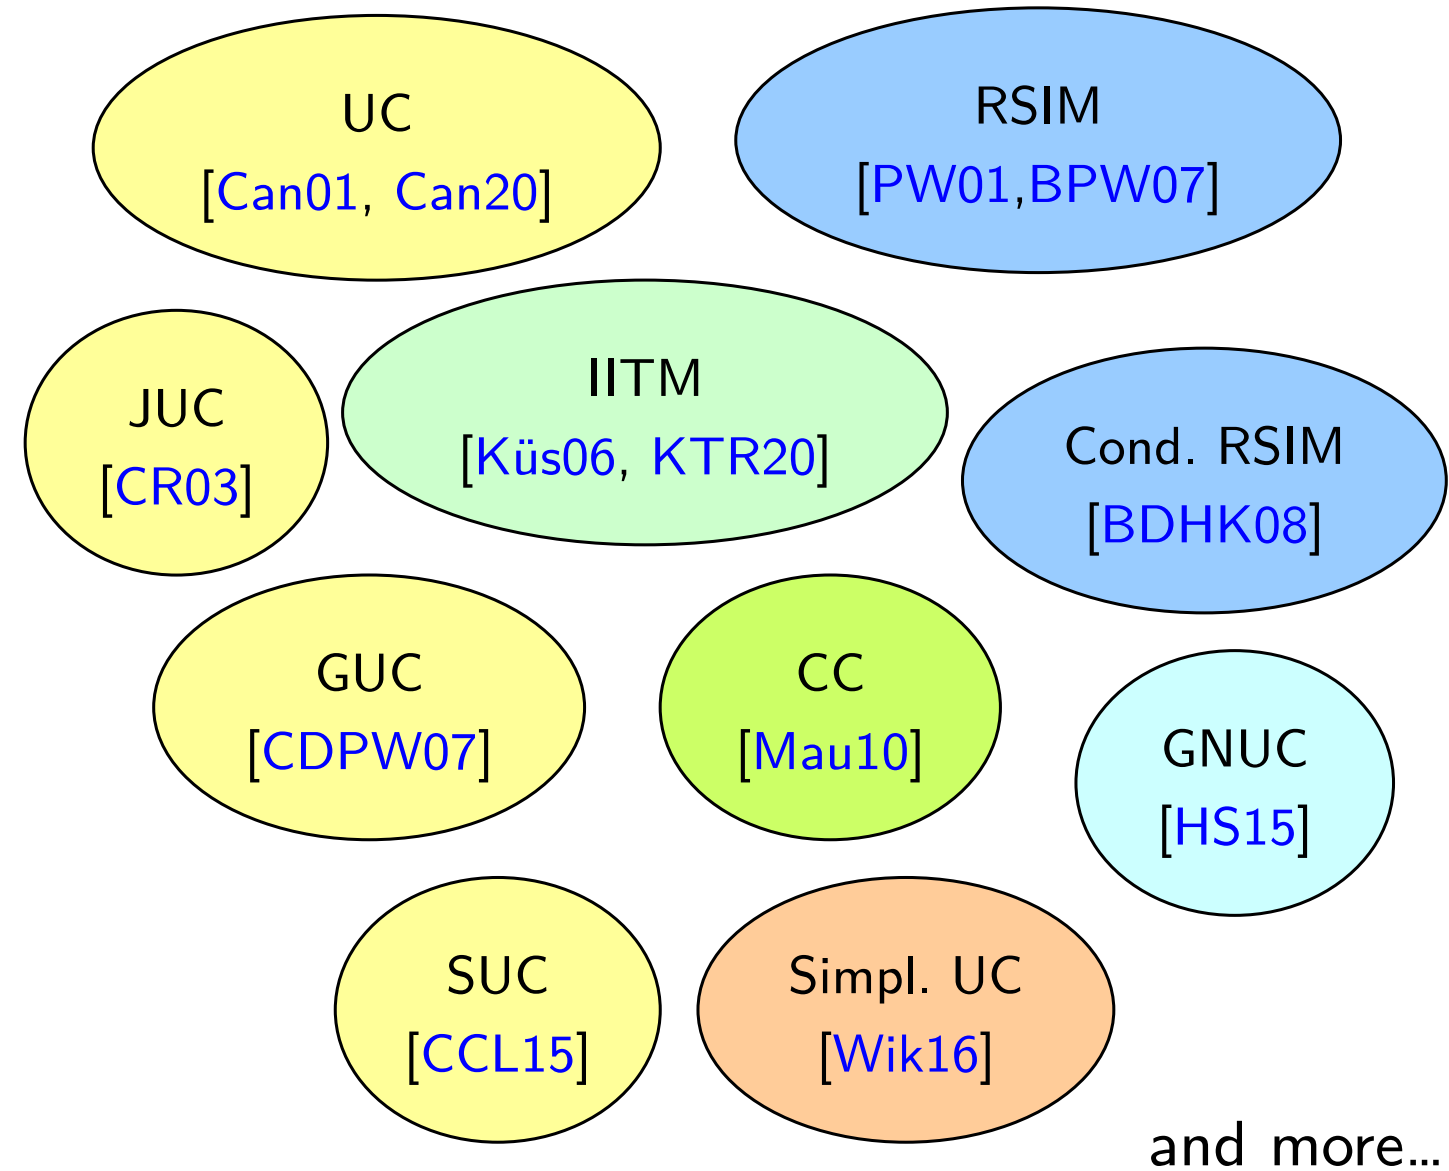 UC
[Can01, Can20]
RSIM
[PW01,BPW07]
JUC
[CR03]
IITM
[Küs06, KTR20]
Cond. RSIM
[BDHK08]
GUC
[CDPW07]
CC
[Mau10]
GNUC
[HS15]
SUC
[CCL15]
Simpl. UC
[Wik16]
and more...